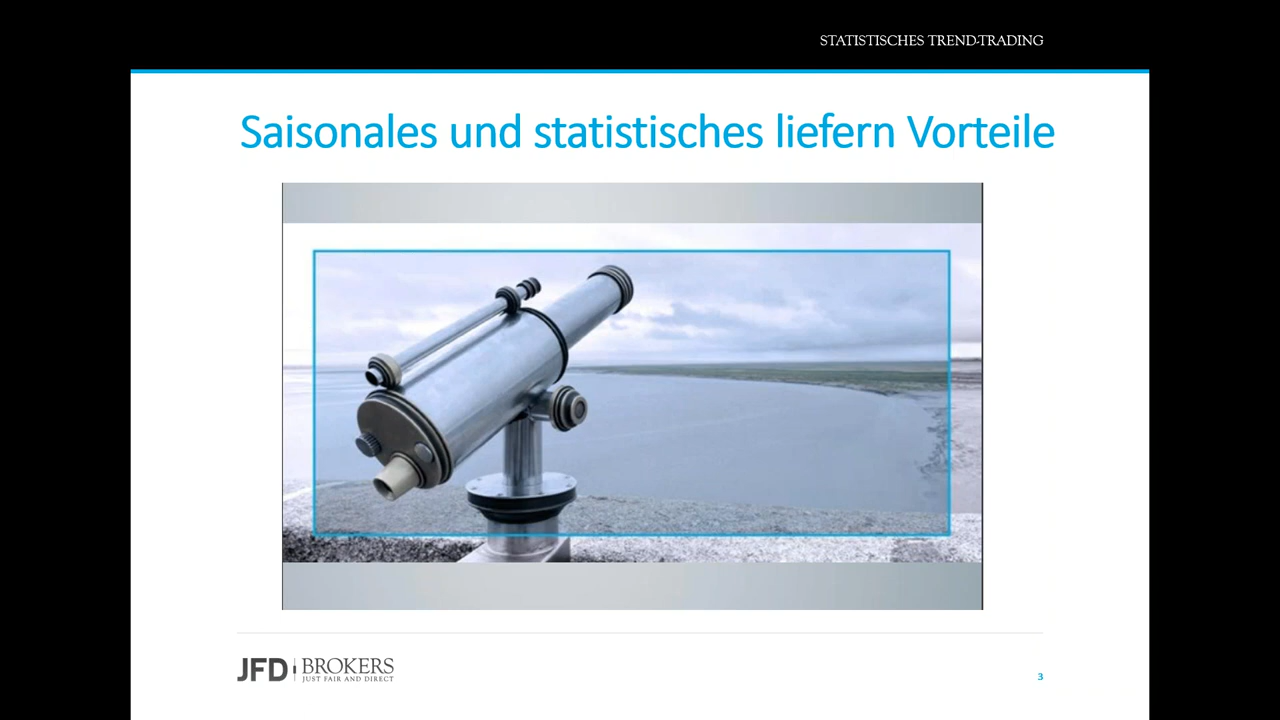 STATISTISCHES TREND-TRADING
Saisonales und statistisches liefern Vorteile
JFD BROKERS
JUST FAIR AND DIRECT
3